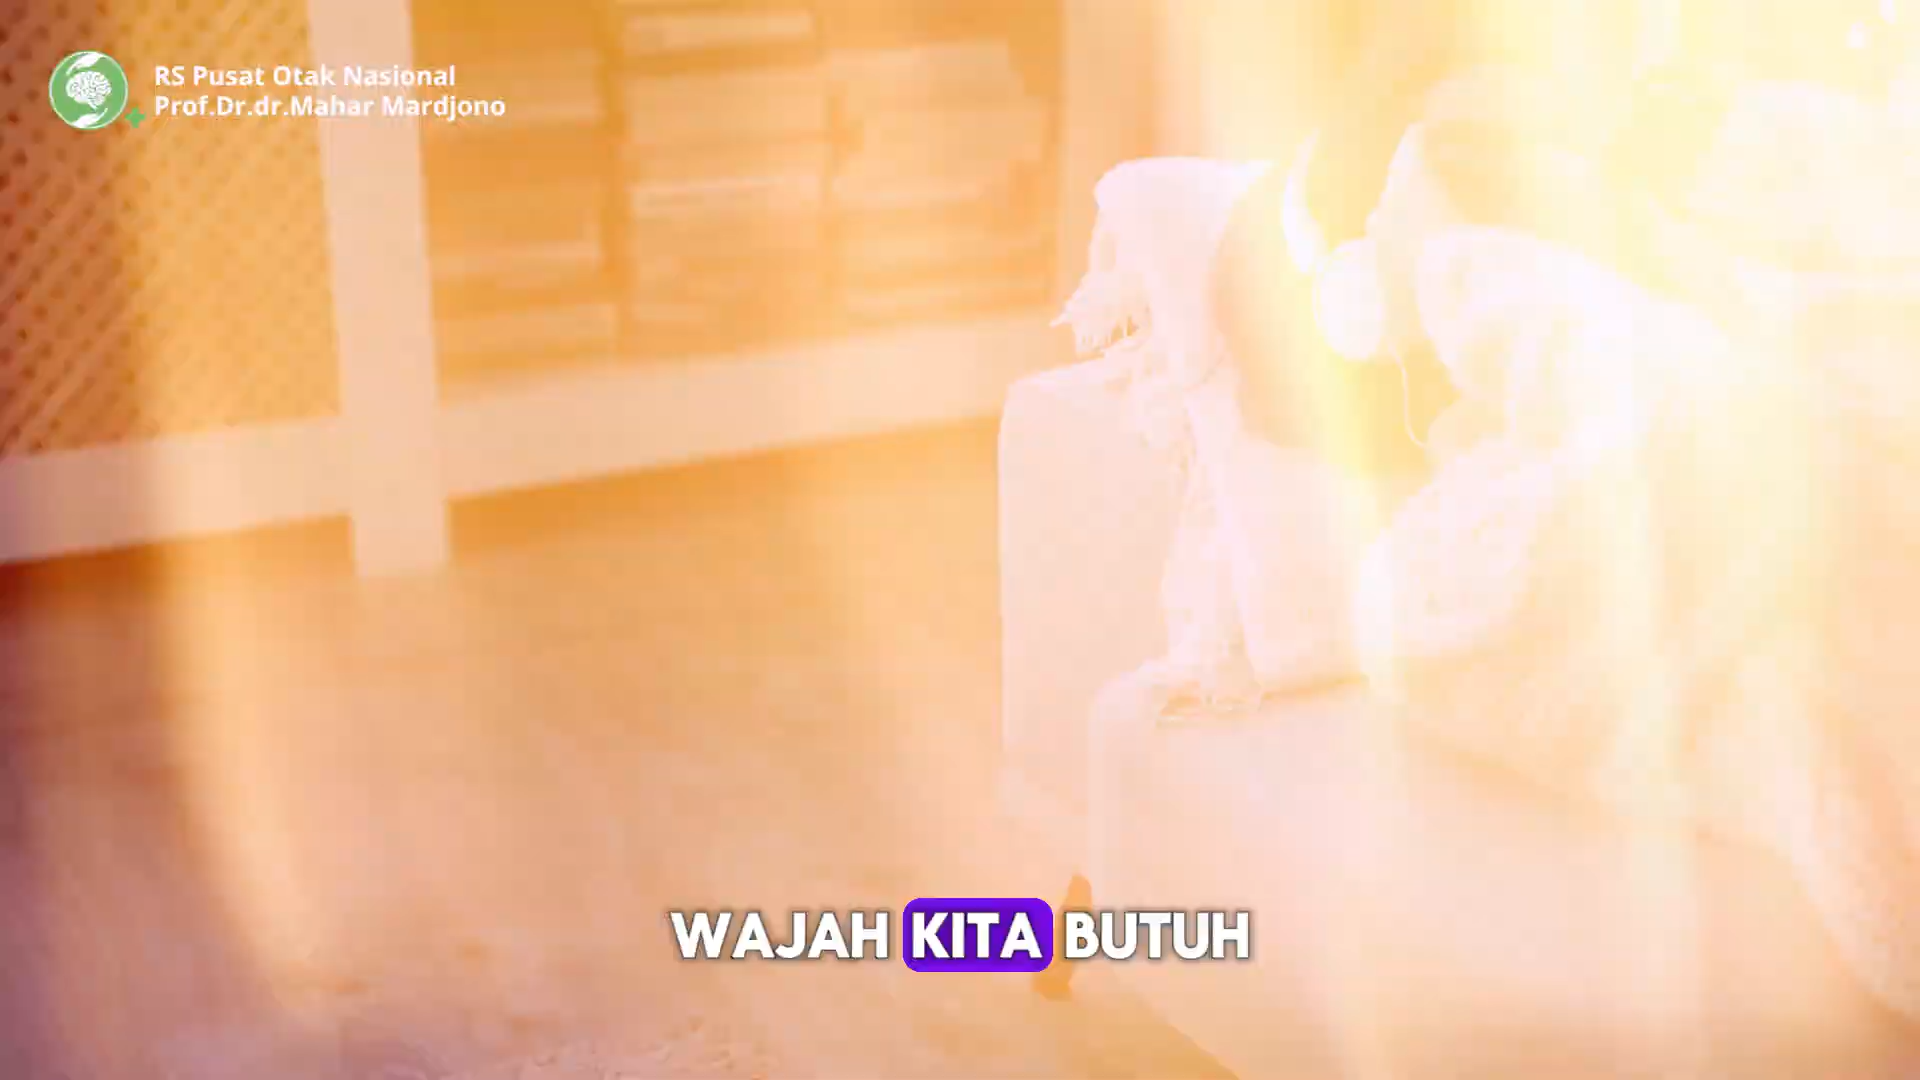 RS Pusat Otak Nasional
Prof.Dr.dr.Mahar Mardjono
WAJAH KITA BUTUH